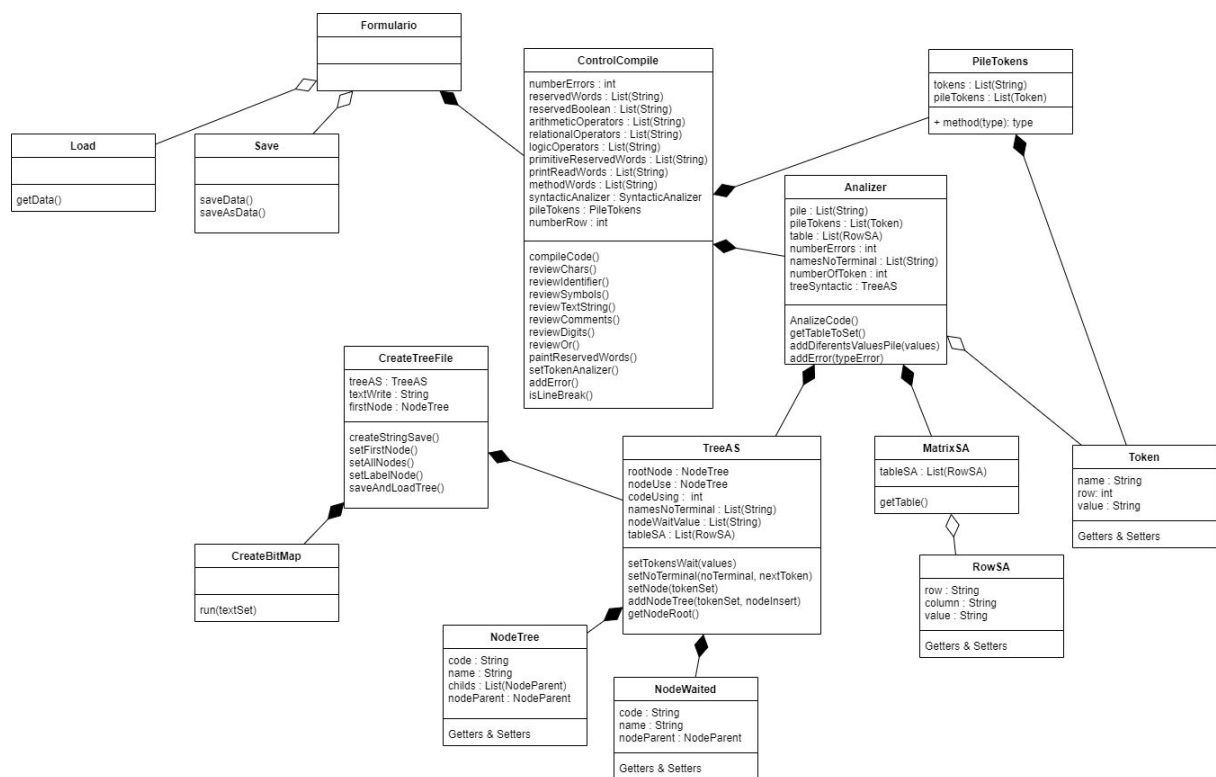 Formulario
Load
getData()
Save
saveData()
saveAsData()
ControlCompile
numberErrors : int
reservedWords : List(String)
reservedBoolean : List(String)
arithmeticOperators : List(String)
relationalOperators : List(String)
logicOperators : List(String)
primitiveReservedWords : List(String)
printReadWords : List(String)
methodWords : List(String)
syntacticAnalizer : SyntacticAnalizer
pileTokens : PileTokens
numberRow : int
compileCode()
reviewChars()
reviewIdentifier()
reviewSymbols()
reviewTextString()
reviewComments()
reviewDigits()
reviewOr()
paintReservedWords()
setTokenAnalizer()
addError()
isLineBreak()
PileTokens
tokens : List(String)
pileTokens : List(Token)
+ method(type): type
Analizer
pile : List(String)
pileTokens : List(Token)
table : List(RowSA)
numberErrors : int
namesNoTerminal : List(String)
numberOfToken : int
treeSyntactic : TreeAS
AnalizeCode()
getTableToSet()
addDiferentsValuesPile(values)
addError(typeError)
CreateTreeFile
treeAS : TreeAS
textWrite : String
firstNode : NodeTree
createStringSave()
setFirstNode()
setAllNodes()
setLabelNode()
saveAndLoadTree()
CreateBitMap
run(textSet)
TreeAS
rootNode : NodeTree
nodeUse : NodeTree
codeUsing : int
namesNoTerminal : List(String)
nodeWaitValue : List(String)
tableSA : List(RowSA)
setTokensWait(values)
setNoTerminal(noTerminal, nextToken)
setNode(tokenSet)
addNodeTree(tokenSet, nodeInsert)
getNodeRoot()
MatrixSA
tableSA : List(RowSA)
getTable()
Token
name : String
row: int
value : String
Getters & Setters
RowSA
row : String
column : String
value : String
Getters & Setters
NodeTree
code : String
name : String
childs : List(NodeParent)
nodeParent : NodeParent
Getters & Setters
NodeWaited
code : String
name : String
nodeParent : NodeParent
Getters & Setters